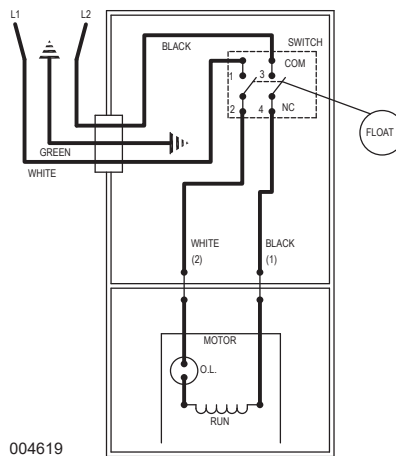 L1
L2
BLACK
SWITCH
COM
1
3
2
4
NC
FLOAT
GREEN
WHITE
WHITE
(2)
BLACK
(1)
MOTOR
O.L.
RUN
004619